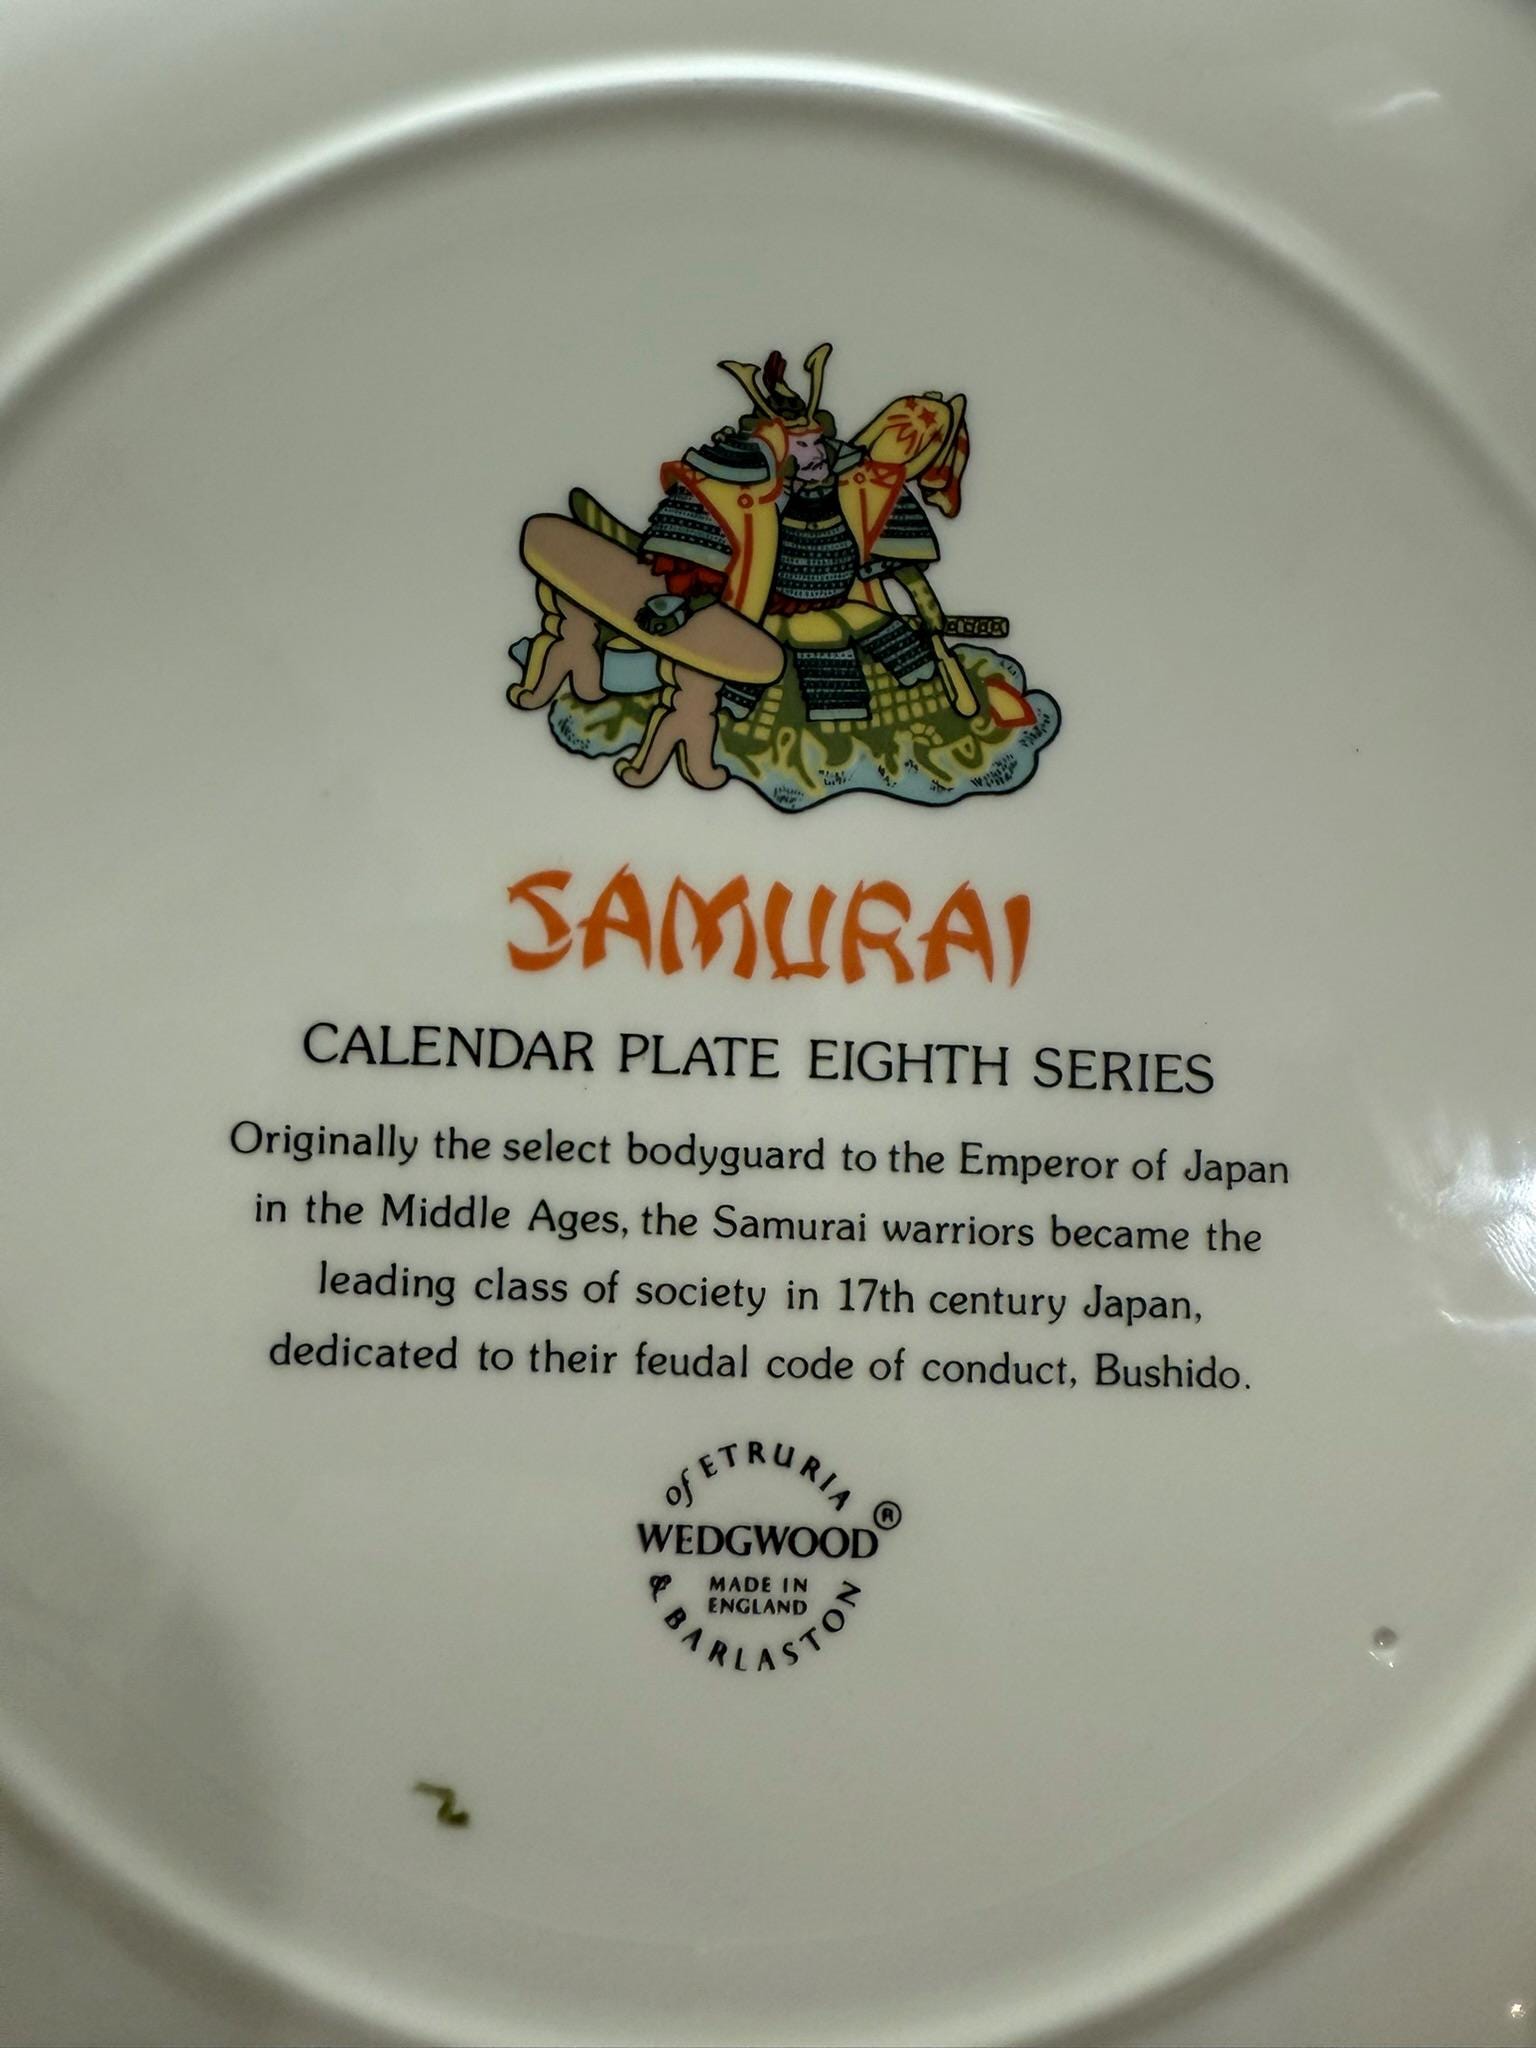 SAMURAI
CALENDAR PLATE EIGHTH SERIES
Originally the select bodyguard to the Emperor of Japan
in the Middle Ages, the Samurai warriors became the
leading class of society in 17th century Japan,
dedicated to their feudal code of conduct, Bushido.
of ETRURIA
WEDGWOOD®
MADE IN
ENGLAND
& BARLASTON